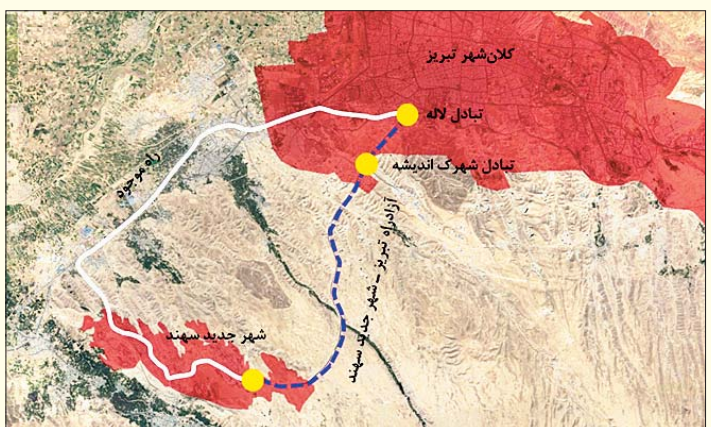 کلان‌شهر تبریز
تبادل لاله
تبادل شهرک اندیشه
راه موجود
آزادراه تبریز - شهر جدید سهند
شهر جدید سهند